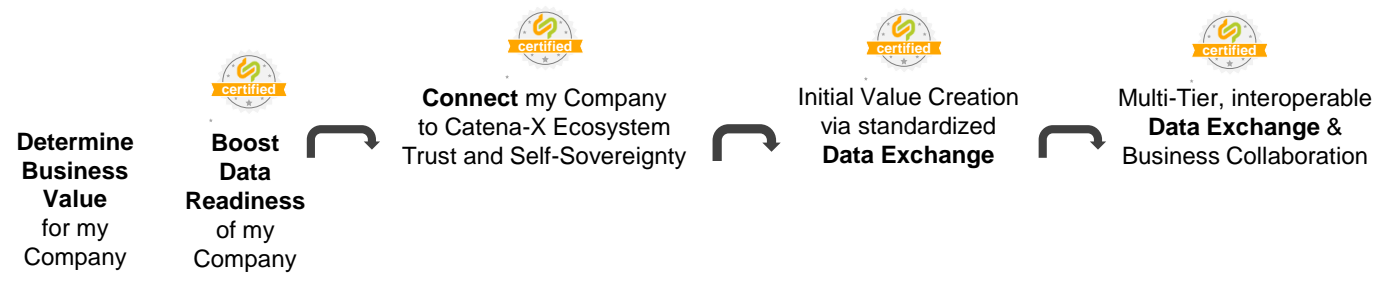 certified
certified
certified
certified
Determine
Business
Value
for my
Company
Boost
Data
Readiness
of my
Company
Connect my Company
to Catena-X Ecosystem
Trust and Self-Sovereignty
Initial Value Creation
via standardized
Data Exchange
Multi-Tier, interoperable
Data Exchange &
Business Collaboration